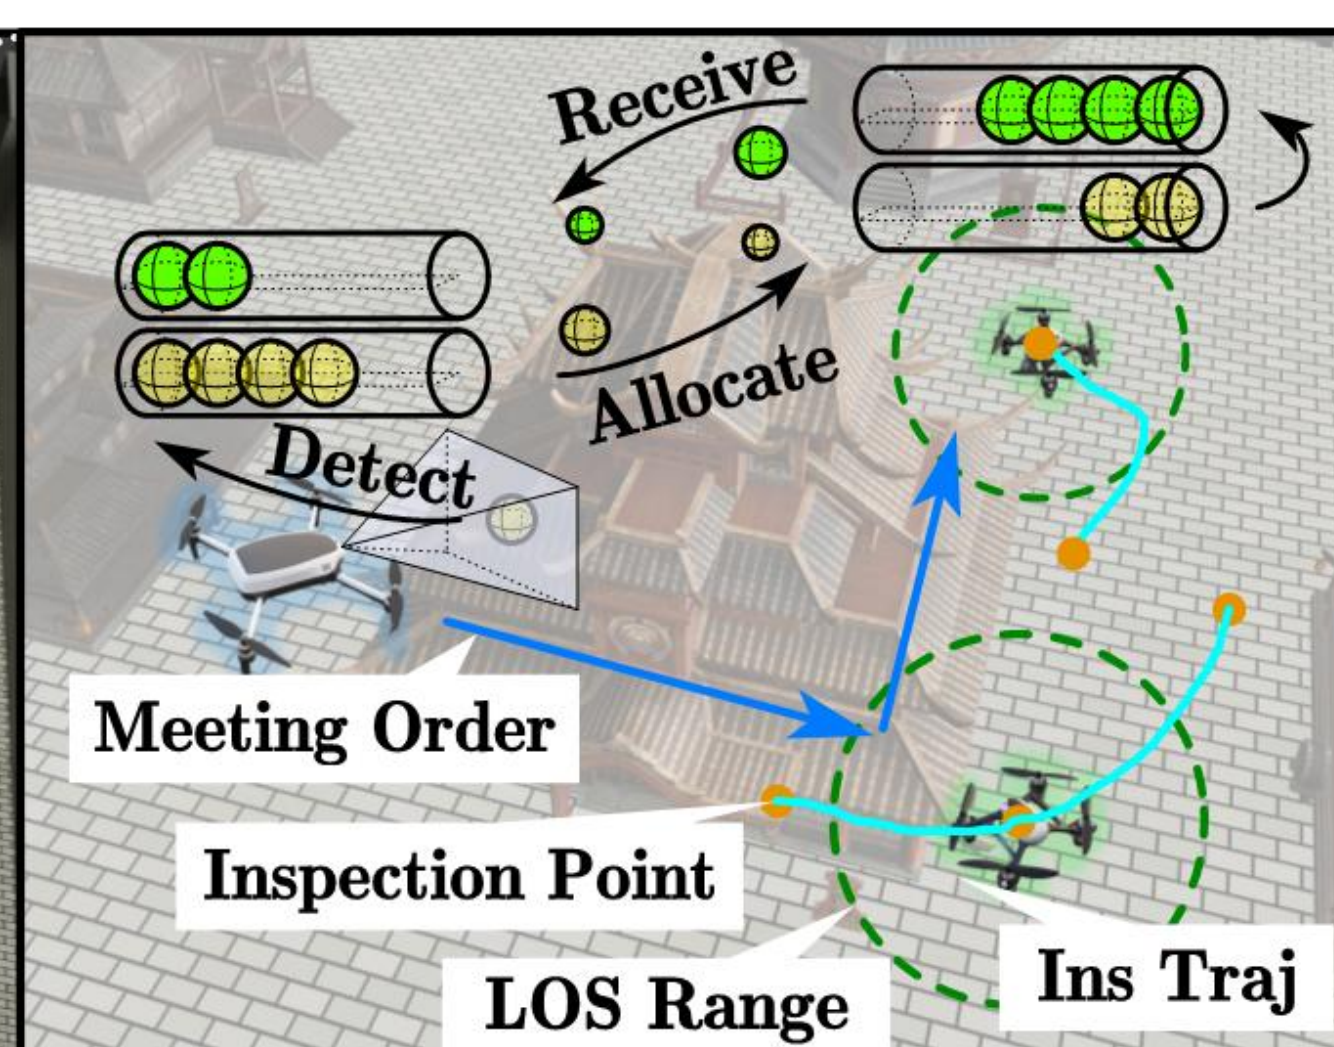 Receive
Allocate
Detect
Meeting Order
Inspection Point
LOS Range
Ins Traj